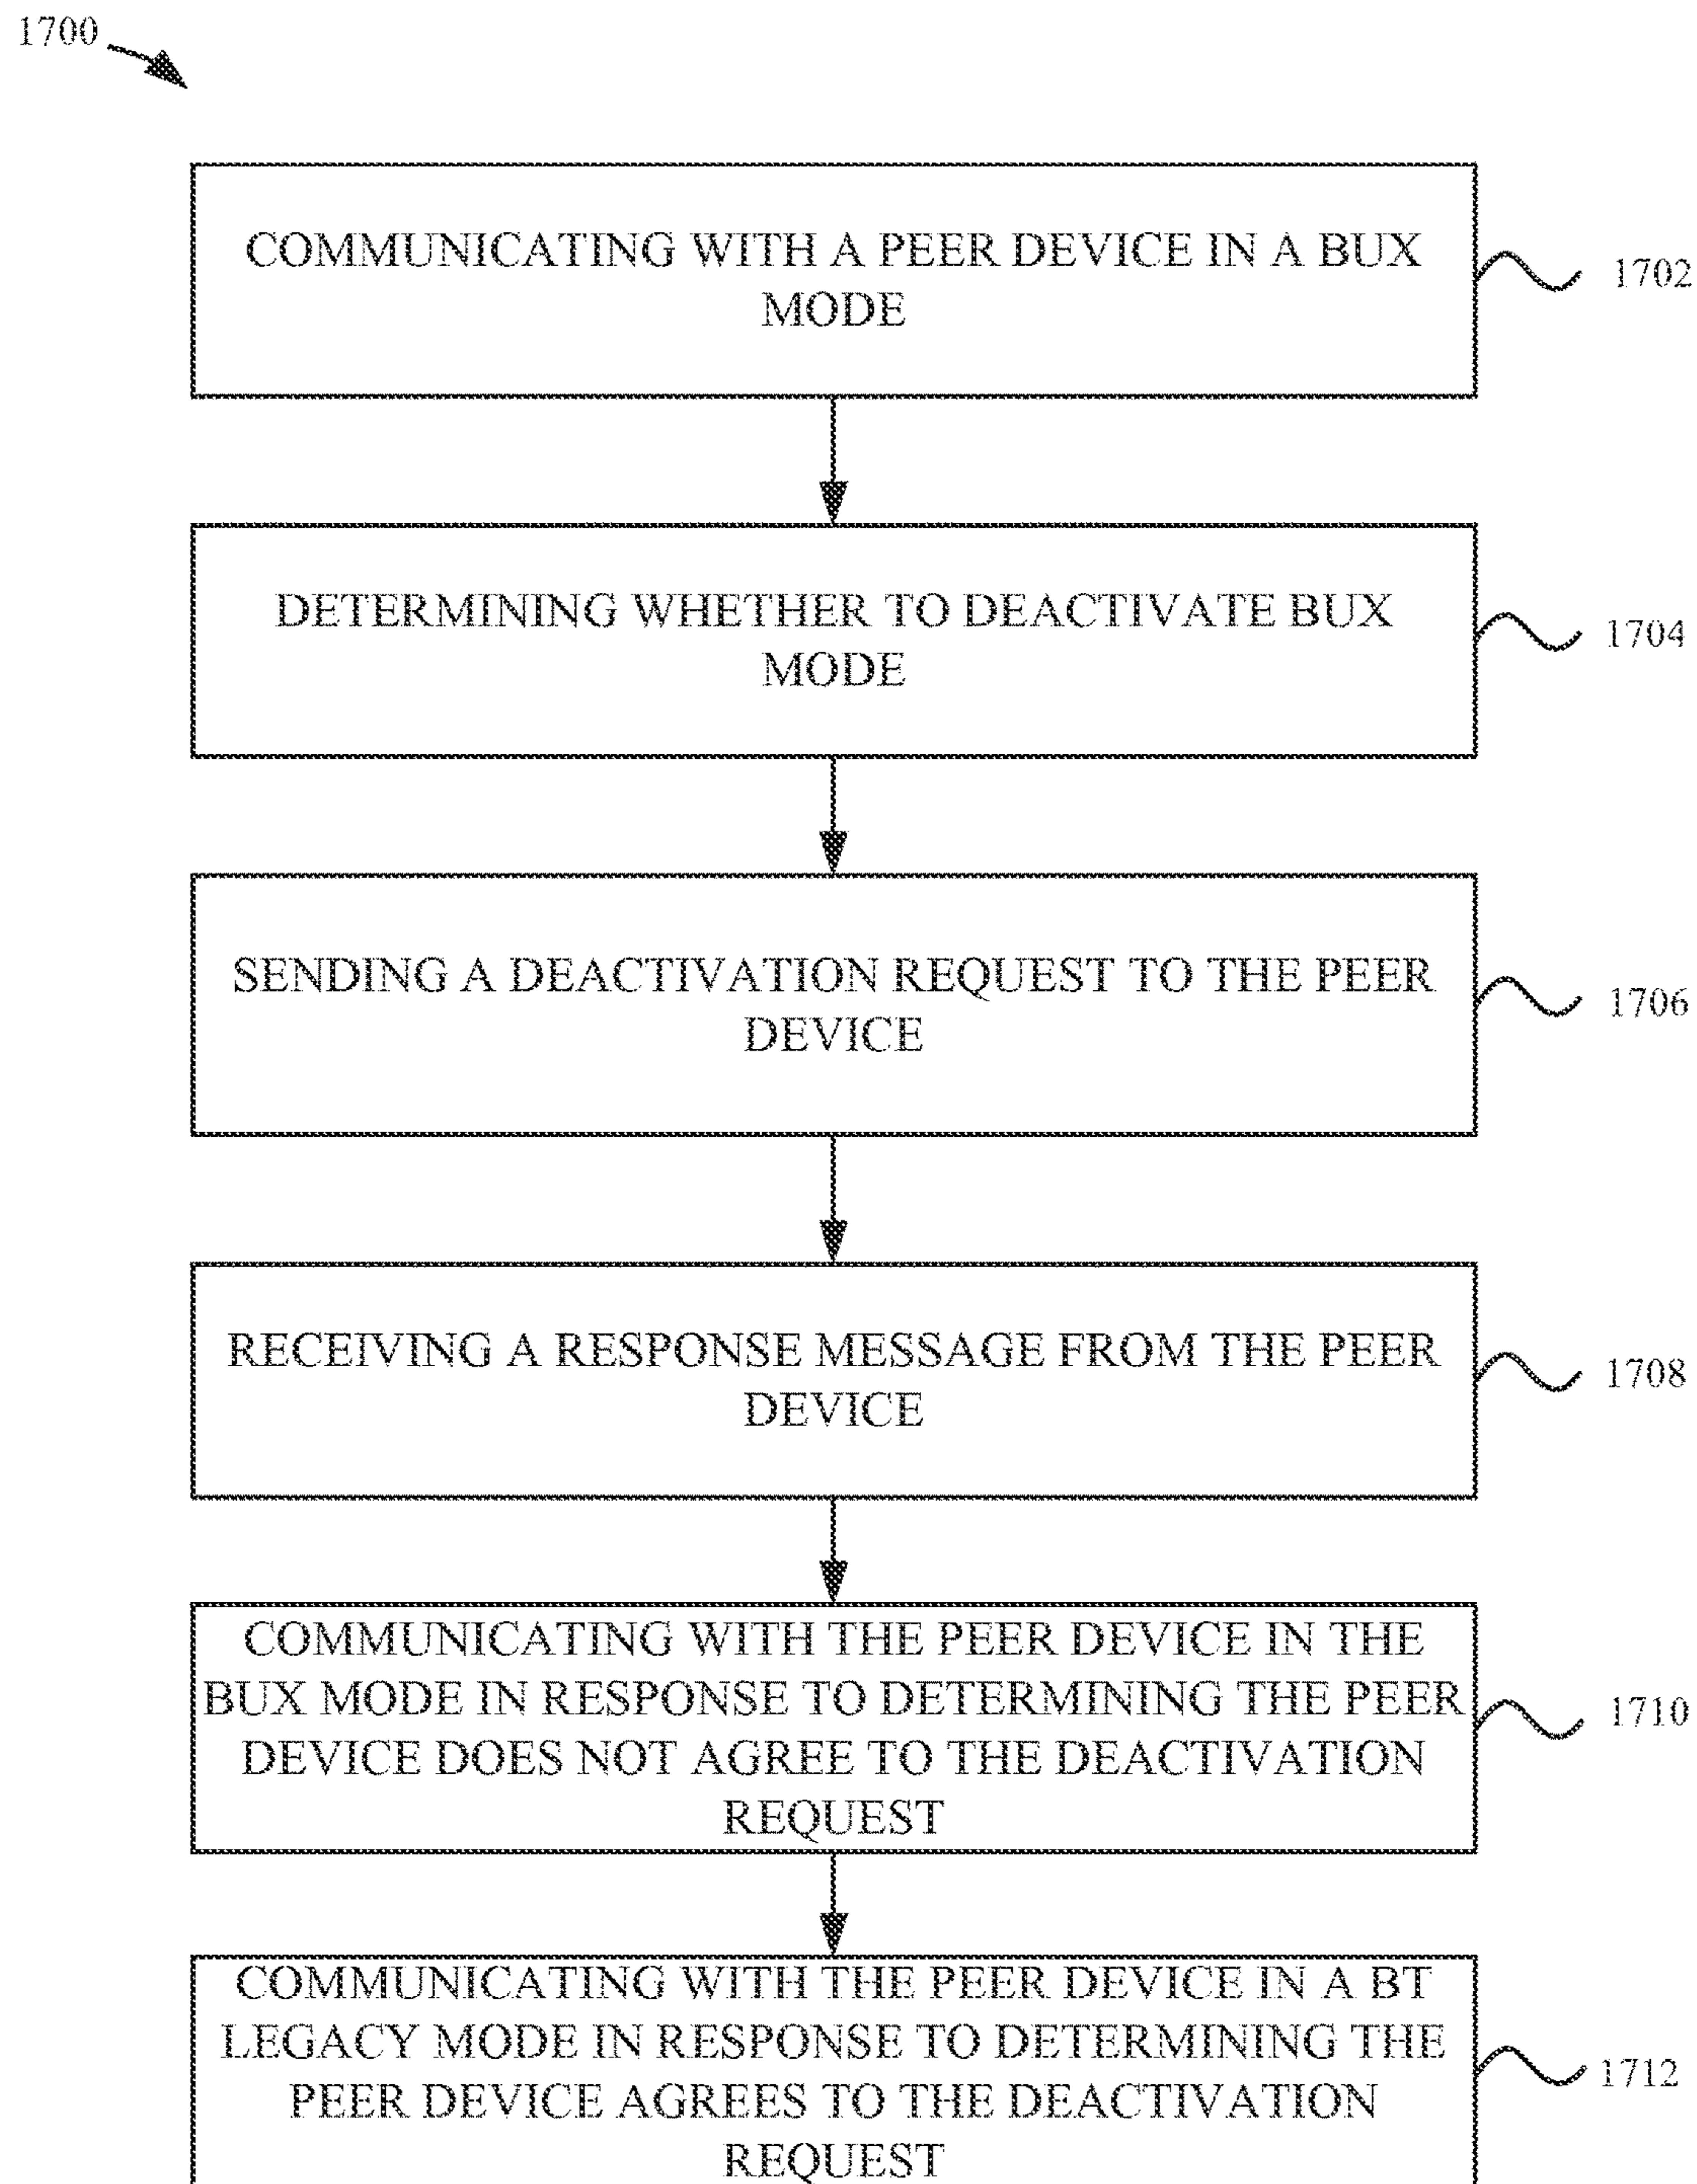 1700
COMMUNICATING WITH A PEER DEVICE IN A BUX
MODE
1702
DETERMINING WHETHER TO DEACTIVATE BUX
MODE
1704
SENDING A DEACTIVATION REQUEST TO THE PEER
DEVICE
1706
RECEIVING A RESPONSE MESSAGE FROM THE PEER
DEVICE
1708
COMMUNICATING WITH THE PEER DEVICE IN THE
BUX MODE IN RESPONSE TO DETERMINING THE PEER
DEVICE DOES NOT AGREE TO THE DEACTIVATION
REQUEST
1710
COMMUNICATING WITH THE PEER DEVICE IN A BT
LEGACY MODE IN RESPONSE TO DETERMINING THE
PEER DEVICE AGREES TO THE DEACTIVATION
REQUEST
1712